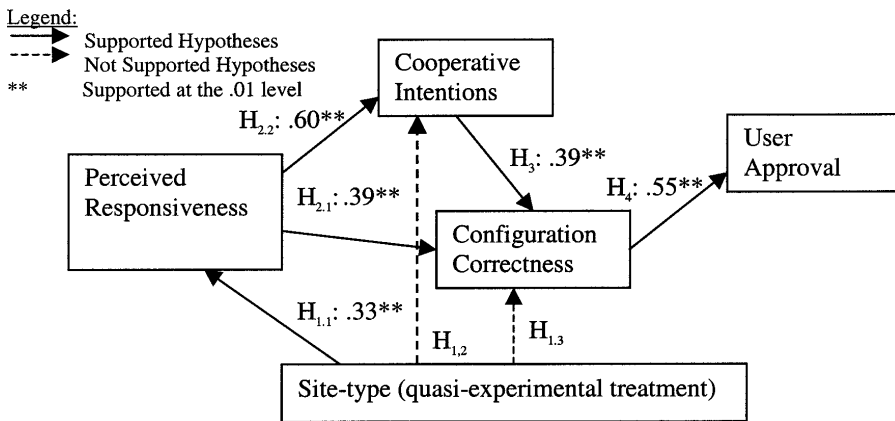 Legend:
Supported Hypotheses
Not Supported Hypotheses
** Supported at the .01 level
Cooperative
Intentions
H2.2: .60**
User
Approval
H3: .39**
H4: .55**
Perceived
Responsiveness
H2.1: .39**
Configuration
Correctness
H1.1: .33**
H1,2
H1.3
Site-type (quasi-experimental treatment)